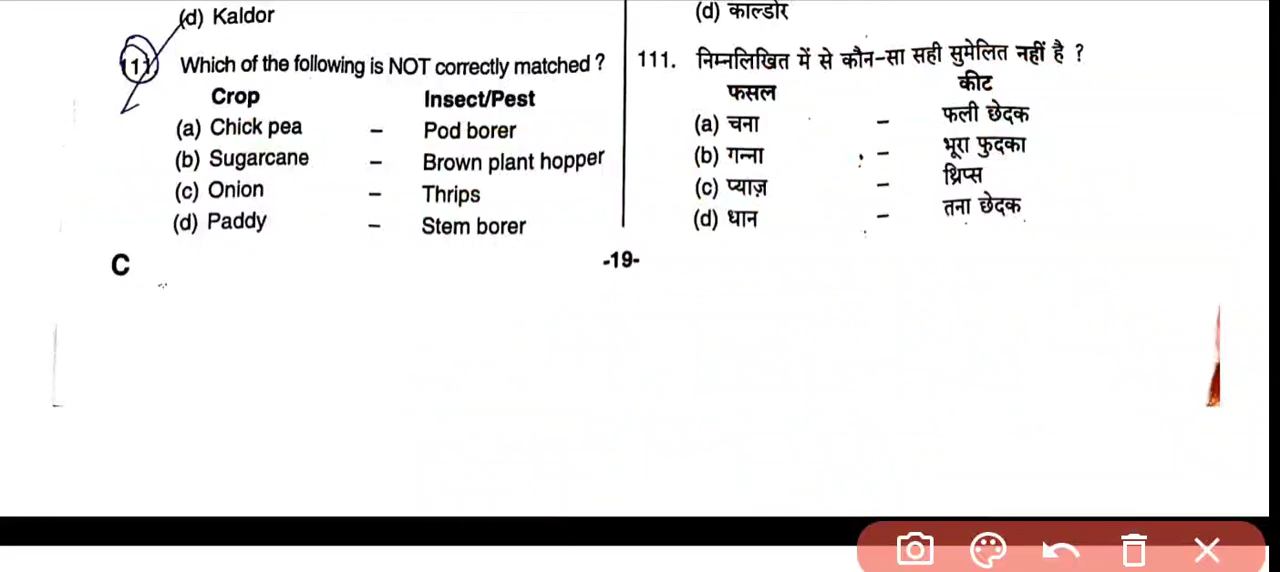 (d) Kaldor
111. Which of the following is NOT correctly matched ?
Crop Insect/Pest
(a) Chick pea – Pod borer
(b) Sugarcane – Brown plant hopper
(c) Onion – Thrips
(d) Paddy – Stem borer
C
(d) काल्डोर
111. निम्नलिखित में से कौन-सा सही सुमेलित नहीं है ?
फसल कीट
(a) चना – फली छेदक
(b) गन्ना – भूरा फुदका
(c) प्याज़ – थ्रिप्स
(d) धान – तना छेदक
-19-